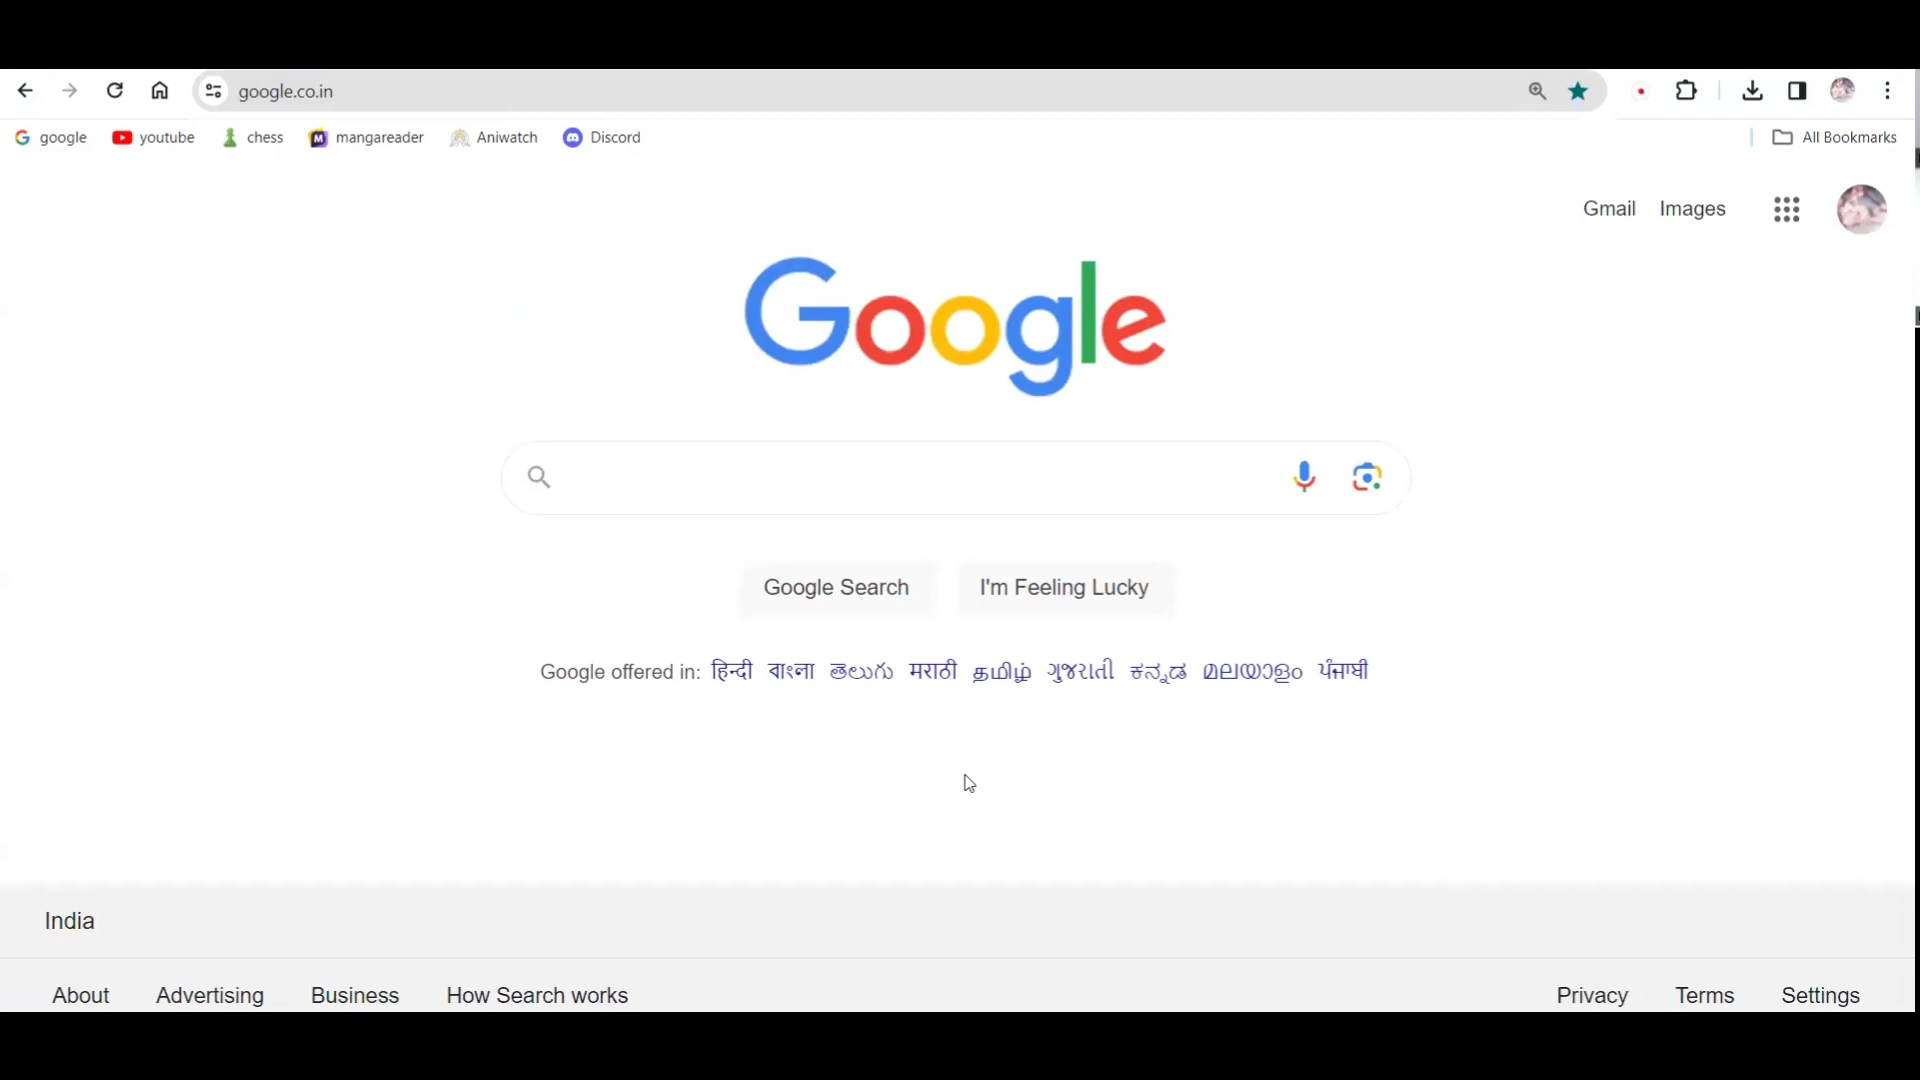 google.co.in
google youtube chess mangareader Aniwatch Discord All Bookmarks
Gmail Images
Google
Google Search I'm Feeling Lucky
Google offered in: हिन्दी বাংলা తెలుగు मराठी தமிழ் ગુજરાતી ಕನ್ನಡ മലയാളം ਪੰਜਾਬੀ
India
About Advertising Business How Search works Privacy Terms Settings